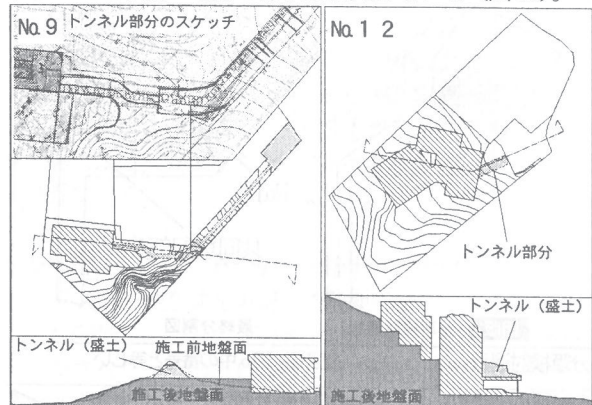 No.9 トンネル部分のスケッチ
トンネル(盛土)
施工前地盤面
施工後地盤面
No.12
トンネル部分
トンネル(盛土)
施工後地盤面